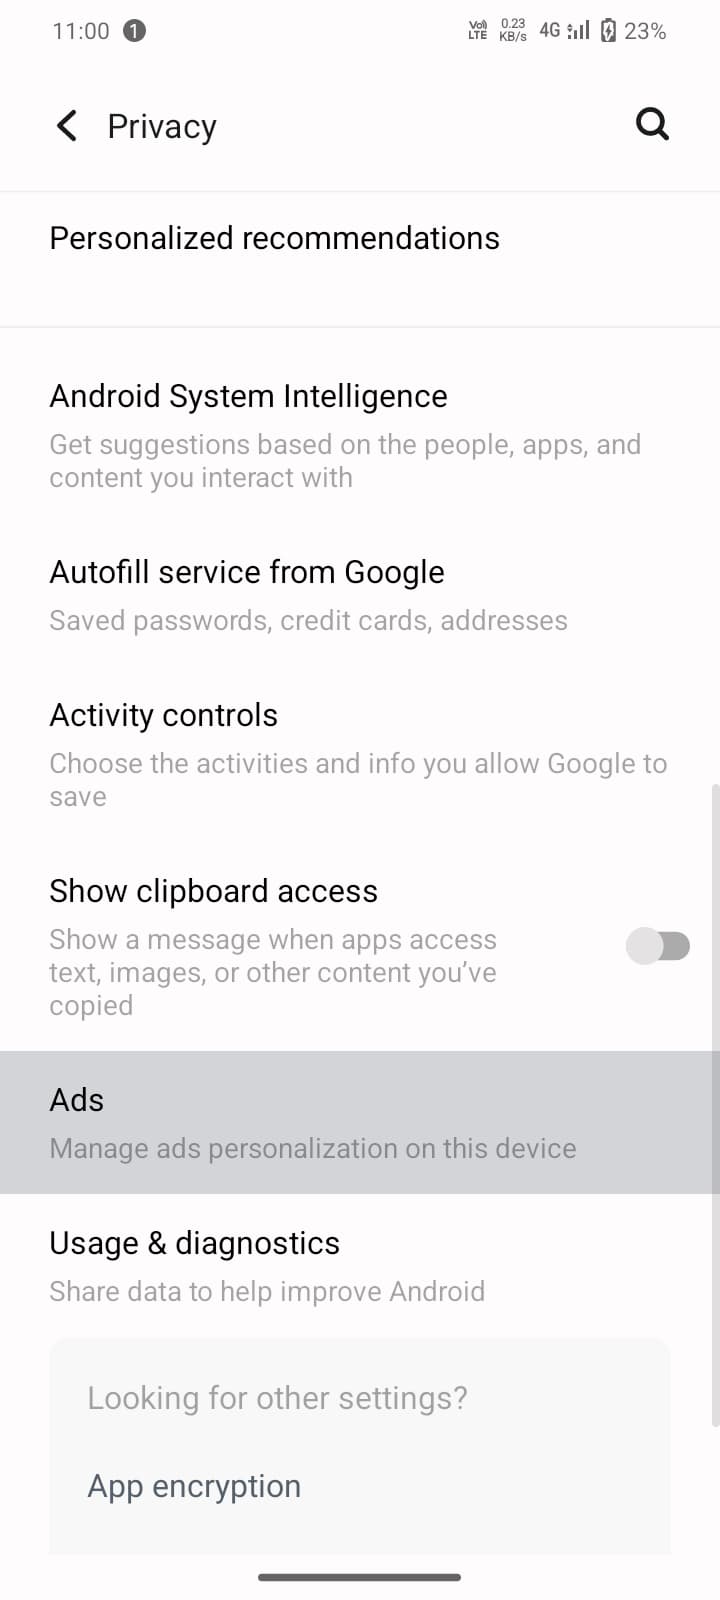 11:00 1 Vo) LTE 0.23 KB/s 4G 23%
Privacy
Personalized recommendations
Android System Intelligence
Get suggestions based on the people, apps, and
content you interact with
Autofill service from Google
Saved passwords, credit cards, addresses
Activity controls
Choose the activities and info you allow Google to
save
Show clipboard access
Show a message when apps access
text, images, or other content you’ve
copied
Ads
Manage ads personalization on this device
Usage & diagnostics
Share data to help improve Android
Looking for other settings?
App encryption